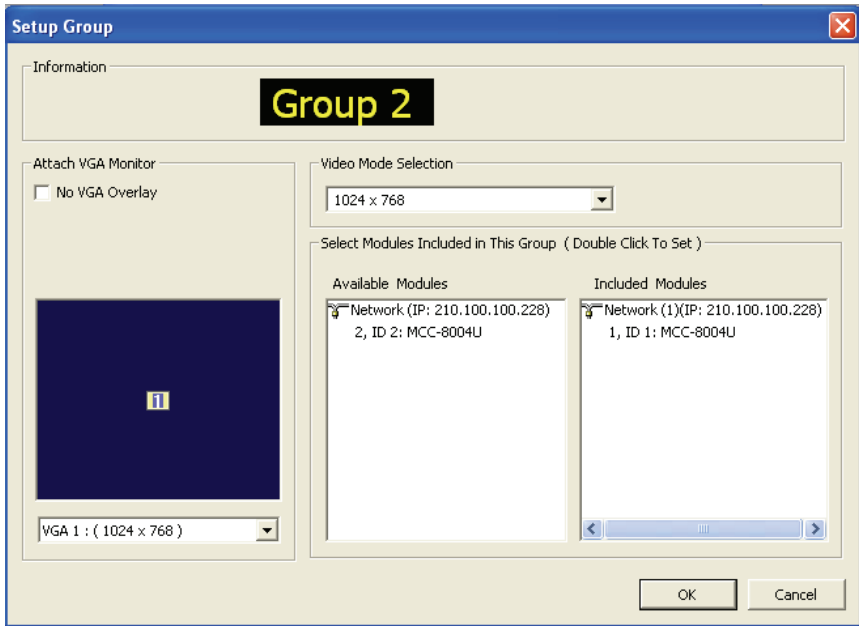 Setup Group
Information
Group 2
Attach VGA Monitor
No VGA Overlay
1
VGA 1 : ( 1024 x 768 )
Video Mode Selection
1024 x 768
Select Modules Included in This Group ( Double Click To Set )
Available Modules
Network (IP: 210.100.100.228)
2, ID 2: MCC-8004U
Included Modules
Network (1)(IP: 210.100.100.228)
1, ID 1: MCC-8004U
OK
Cancel